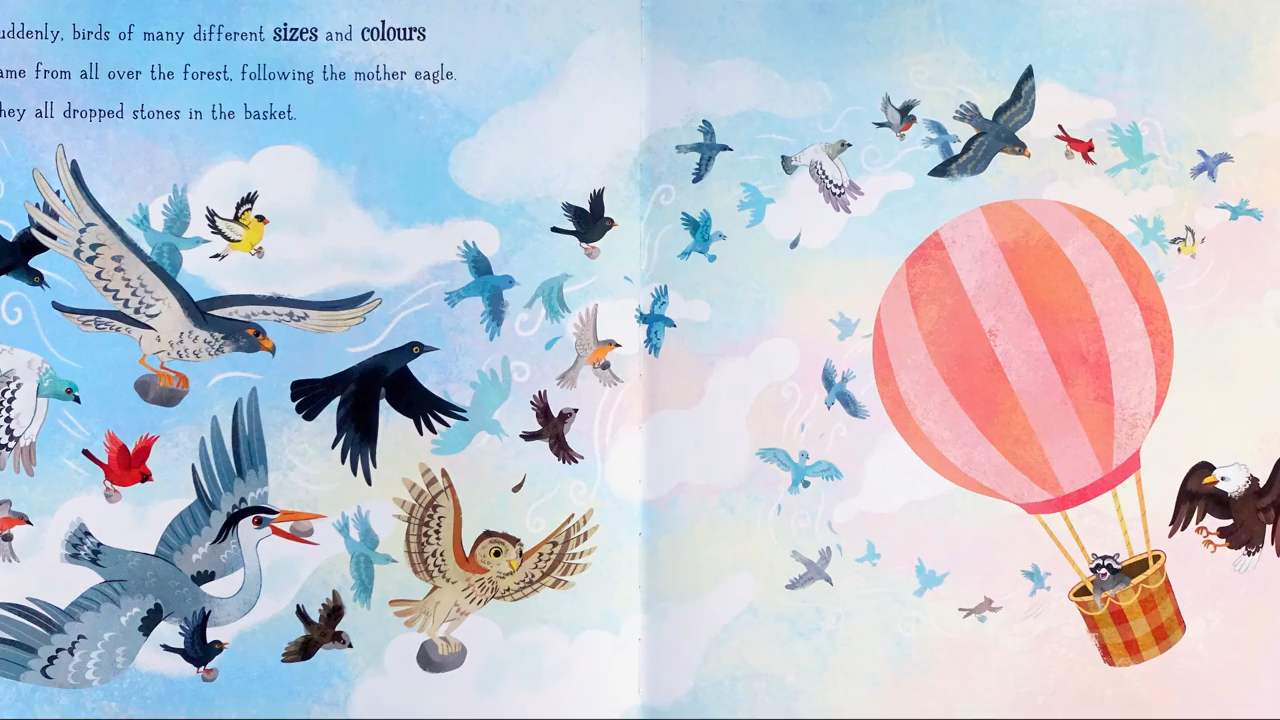 uddenly, birds of many different sizes and colours
ame from all over the forest, following the mother eagle.
hey all dropped stones in the basket.